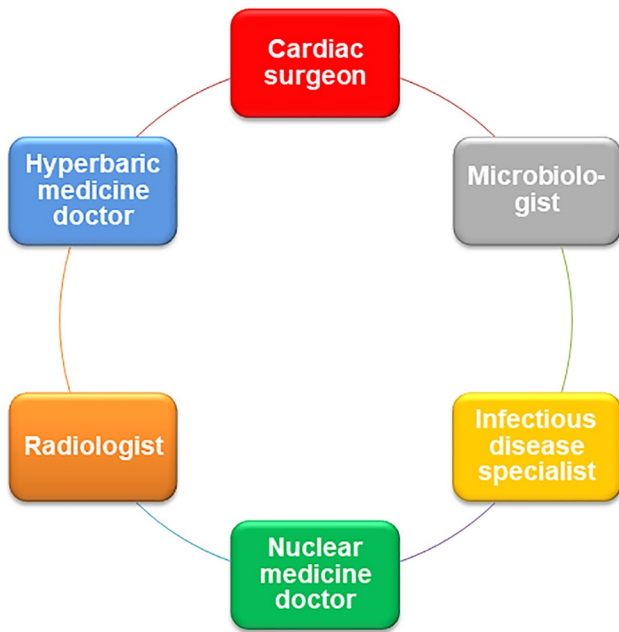 Cardiac
surgeon
Hyperbaric
medicine
doctor
Microbiolo-
gist
Radiologist
Infectious
disease
specialist
Nuclear
medicine
doctor